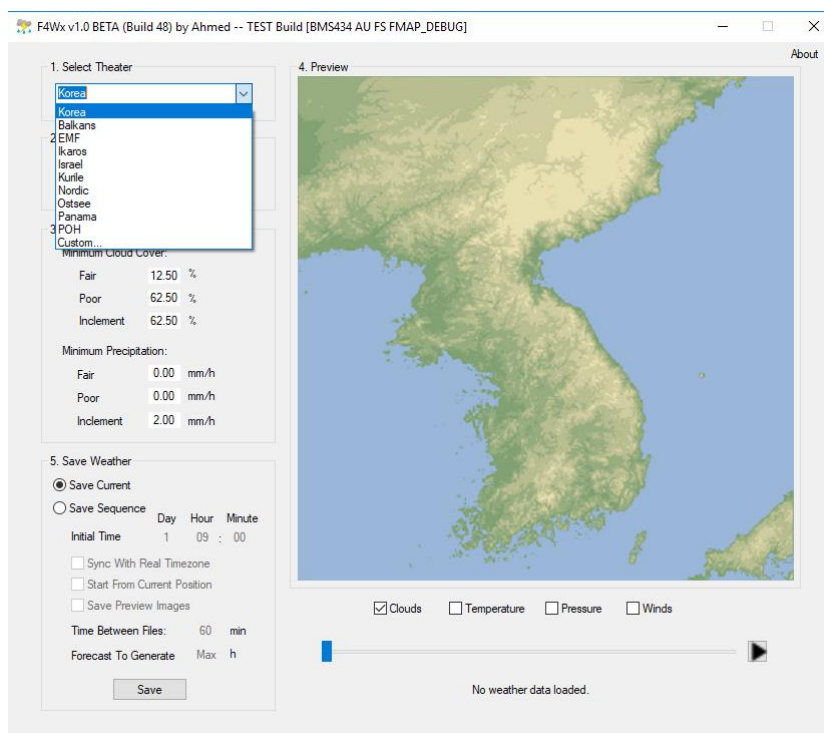 F4Wx v1.0 BETA (Build 48) by Ahmed -- TEST Build [BMS434 AU FS FMAP_DEBUG]
About
1. Select Theater
Korea
Korea
Balkans
2 EMF
Ikaros
Israel
Kurile
Nordic
Ostsee
Panama
3 POH
Custom...
Minimum Cloud Cover:
Fair 12.50 %
Poor 62.50 %
Inclement 62.50 %
Minimum Precipitation:
Fair 0.00 mm/h
Poor 0.00 mm/h
Inclement 2.00 mm/h
5. Save Weather
Save Current
Save Sequence
Day Hour Minute
Initial Time 1 09 : 00
Sync With Real Timezone
Start From Current Position
Save Preview Images
Time Between Files: 60 min
Forecast To Generate Max h
Save
4. Preview
Clouds Temperature Pressure Winds
No weather data loaded.